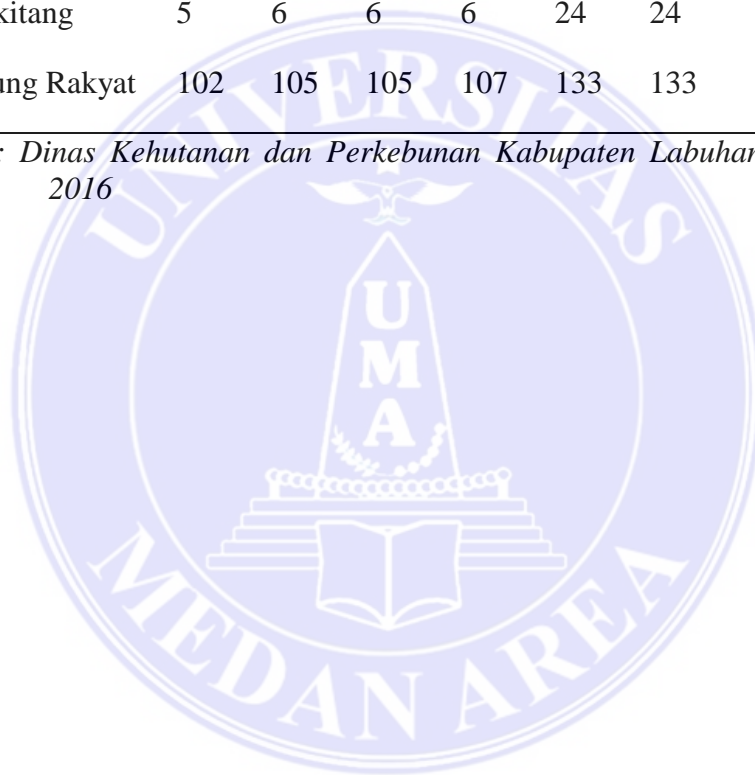 kitang 5 6 6 6 24 24
ung Rakyat 102 105 105 107 133 133
: Dinas Kehutanan dan Perkebunan Kabupaten Labuhan
2016
UNIVERSITAS
U
M
A
MEDAN AREA